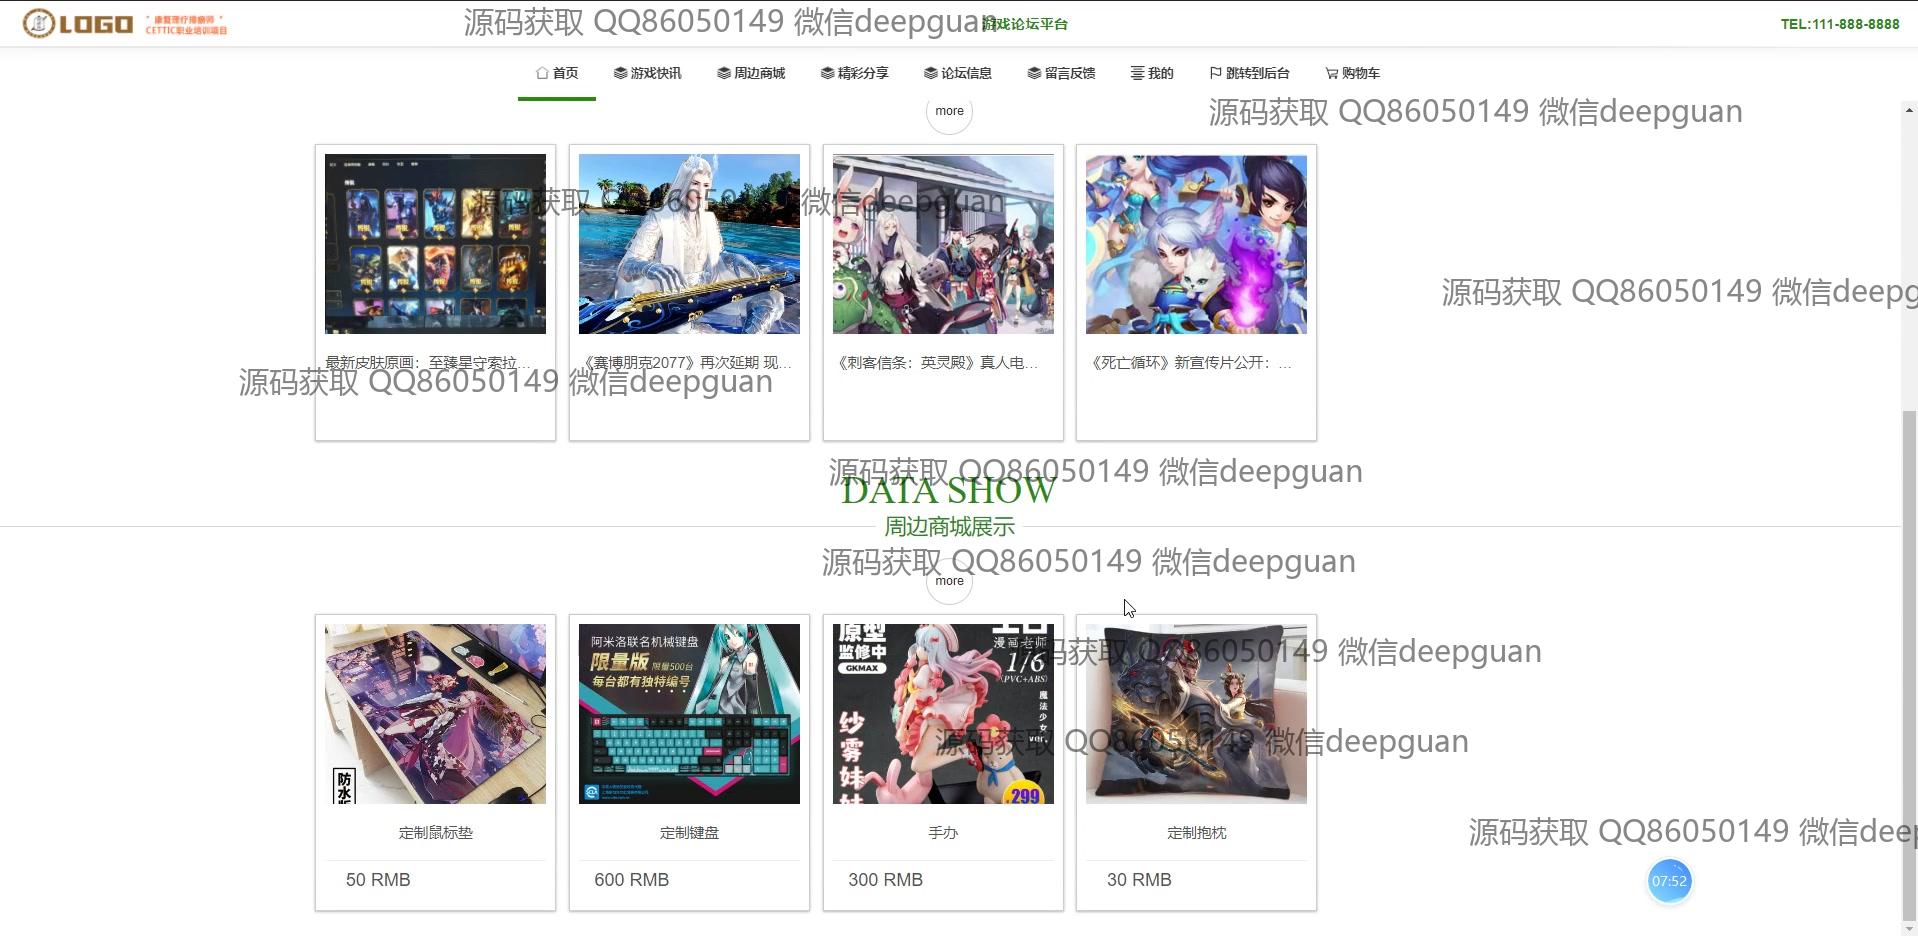 LOGO
康复理疗排瘀师
CETTIC职业培训项目
源码获取 QQ86050149 微信deepguan
游戏论坛平台
TEL:111-888-8888
首页
游戏快讯
周边商城
精彩分享
论坛信息
留言反馈
我的
跳转到后台
购物车
more
源码获取 QQ86050149 微信deepguan
源码获取 QQ86050149 微信deepguan
源码获取 QQ86050149 微信deepg
最新皮肤原画：至臻星守索拉...
《赛博朋克2077》再次延期 现...
《刺客信条：英灵殿》真人电...
《死亡循环》新宣传片公开：...
源码获取 QQ86050149 微信deepguan
源码获取 QQ86050149 微信deepguan
DATA SHOW
周边商城展示
源码获取 QQ86050149 微信deepguan
more
防水
阿米洛联名机械键盘
限量版 限量500台
每台都有独特编号
原型
监修中
GKMAX
漫画老师
1/6
(PVC+ABS)
魔法少女
ver.
纱雾妹妹
299
源码获取 QQ86050149 微信deepguan
源码获取 QQ86050149 微信deepguan
定制鼠标垫
定制键盘
手办
定制抱枕
源码获取 QQ86050149 微信deep
50 RMB
600 RMB
300 RMB
30 RMB
07:52